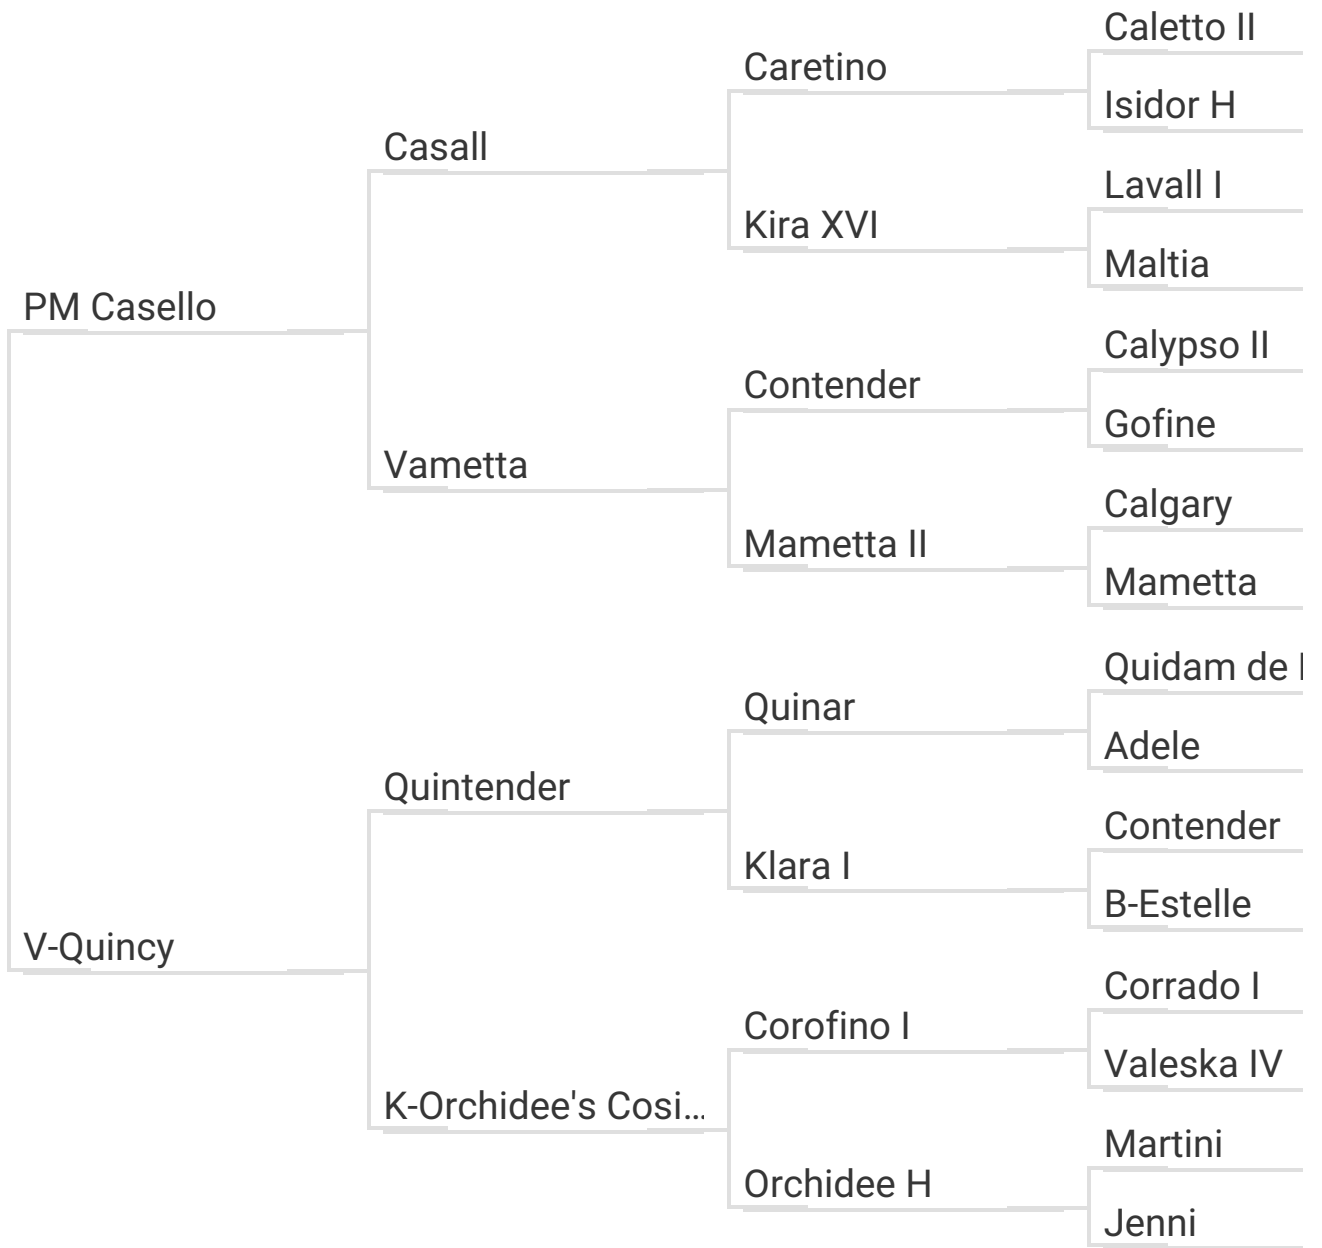 Caletto II
Caretino
Isidor H
Casall
Lavall I
Kira XVI
Maltia
PM Casello
Calypso II
Contender
Gofine
Vametta
Calgary
Mametta II
Mametta
Quidam de
Quinar
Adele
Quintender
Contender
Klara I
B-Estelle
V-Quincy
Corrado I
Corofino I
Valeska IV
K-Orchidee's Cosi...
Martini
Orchidee H
Jenni